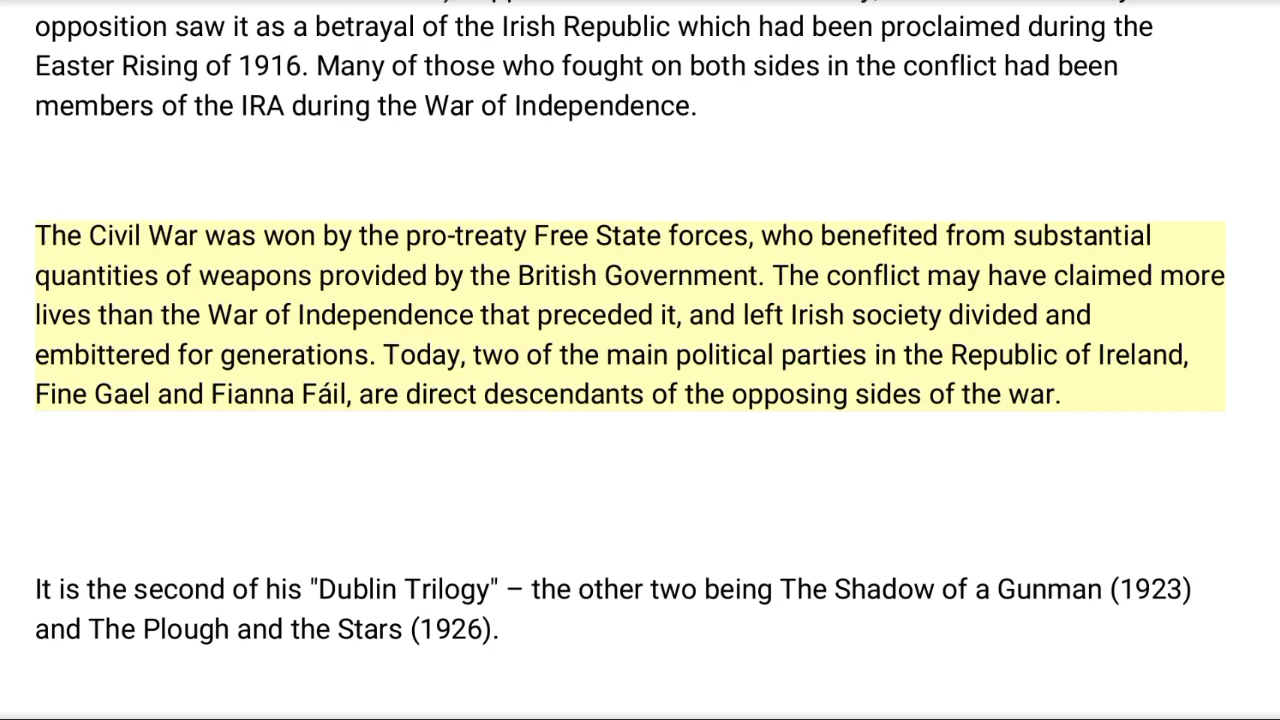 opposition saw it as a betrayal of the Irish Republic which had been proclaimed during the
Easter Rising of 1916. Many of those who fought on both sides in the conflict had been
members of the IRA during the War of Independence.
The Civil War was won by the pro-treaty Free State forces, who benefited from substantial
quantities of weapons provided by the British Government. The conflict may have claimed more
lives than the War of Independence that preceded it, and left Irish society divided and
embittered for generations. Today, two of the main political parties in the Republic of Ireland,
Fine Gael and Fianna Fáil, are direct descendants of the opposing sides of the war.
It is the second of his "Dublin Trilogy" – the other two being The Shadow of a Gunman (1923)
and The Plough and the Stars (1926).